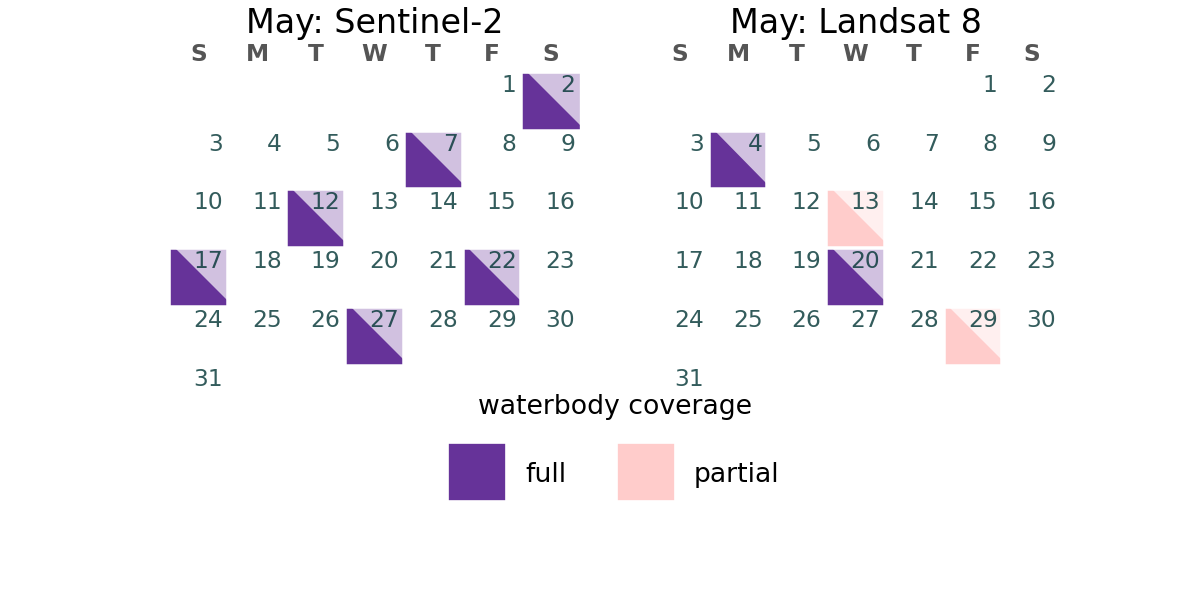 May: Sentinel-2
S M T W T F S
1 2
3 4 5 6 7 8 9
10 11 12 13 14 15 16
17 18 19 20 21 22 23
24 25 26 27 28 29 30
31
May: Landsat 8
S M T W T F S
1 2
3 4 5 6 7 8 9
10 11 12 13 14 15 16
17 18 19 20 21 22 23
24 25 26 27 28 29 30
31
waterbody coverage
full partial